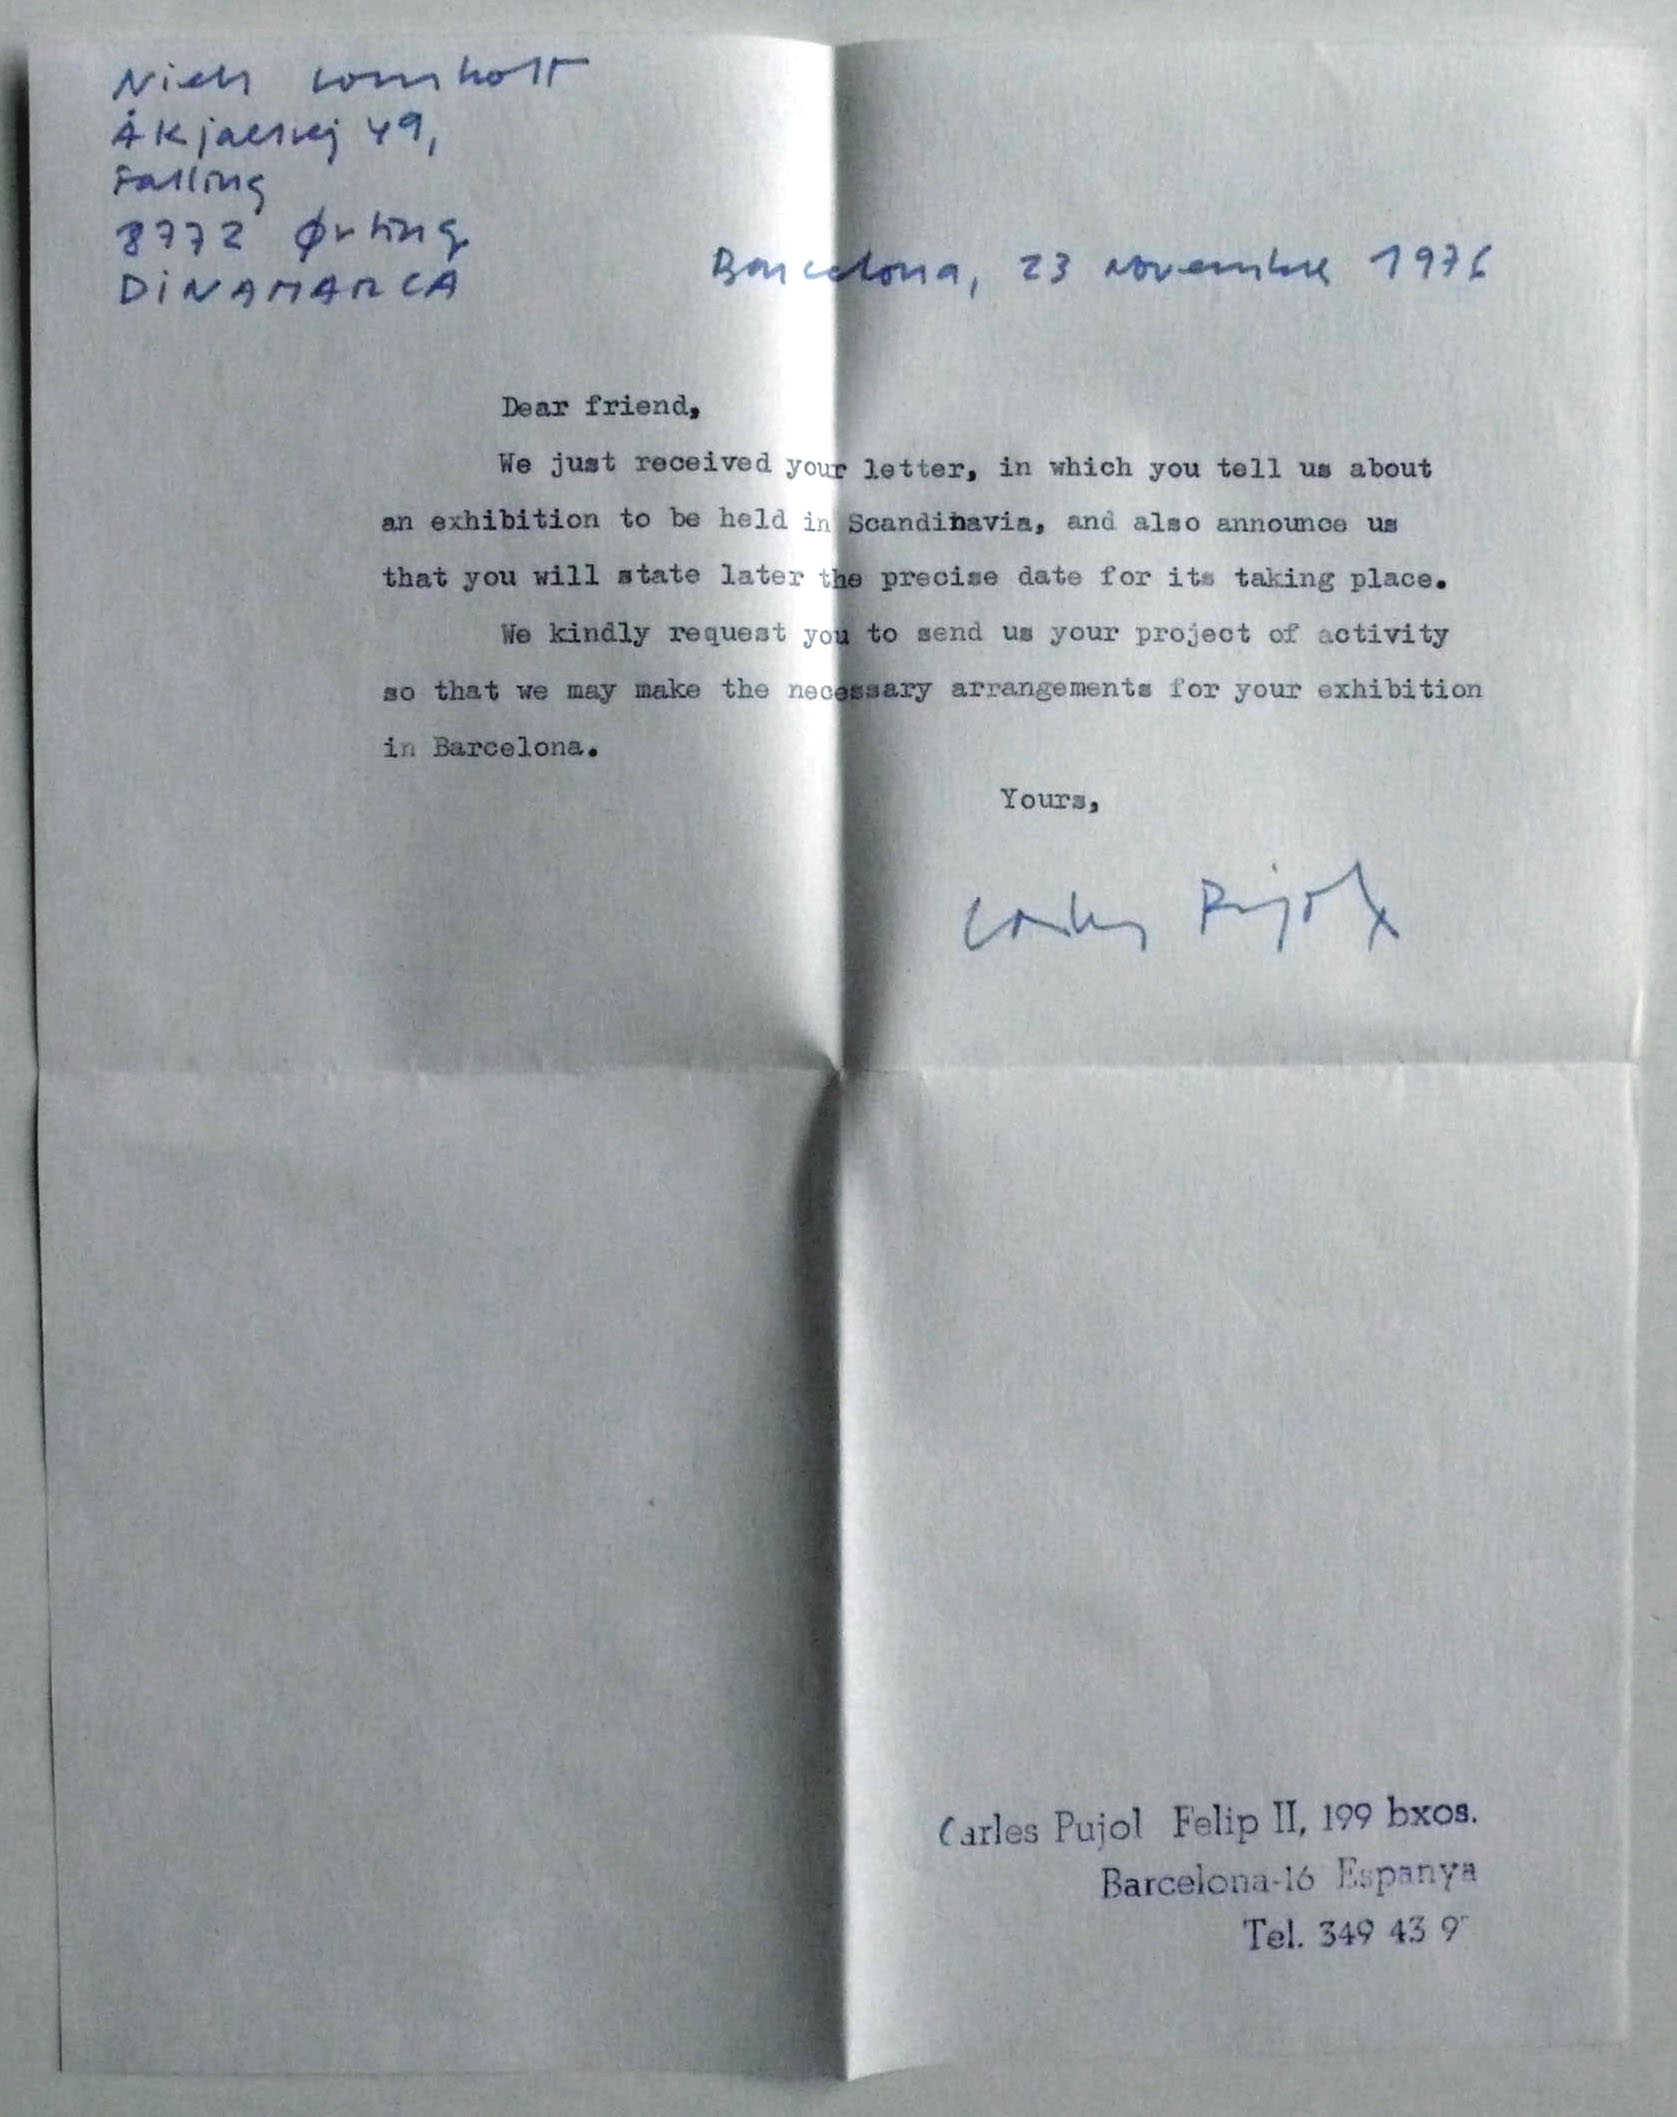 Niels Lomholt
Åkjaersvej 49,
Falling
8772 Ørting
DINAMARCA
Barcelona, 23 novembre 1976
Dear friend,
We just received your letter, in which you tell us about
an exhibition to be held in Scandinavia, and also announce us
that you will state later the precise date for its taking place.
We kindly request you to send us your project of activity
so that we may make the necessary arrangements for your exhibition
in Barcelona.
Yours,
Carles Pujol
Carles Pujol Felip II, 199 bxos.
Barcelona-16 Espanya
Tel. 349 43